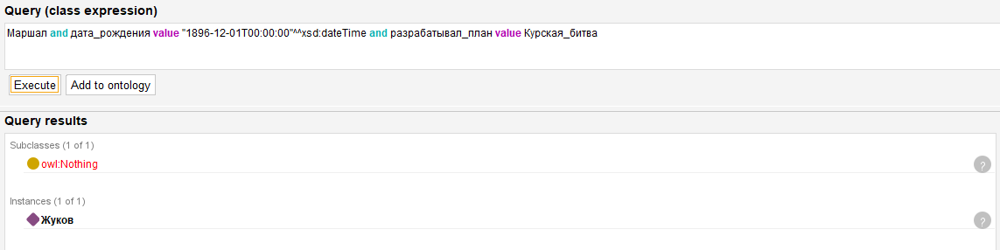 Query (class expression)
Маршал and дата_рождения value "1896-12-01T00:00:00"^^xsd:dateTime and разрабатывал_план value Курская_битва
Execute Add to ontology
Query results
Subclasses (1 of 1)
owl:Nothing ?
Instances (1 of 1)
Жуков ?